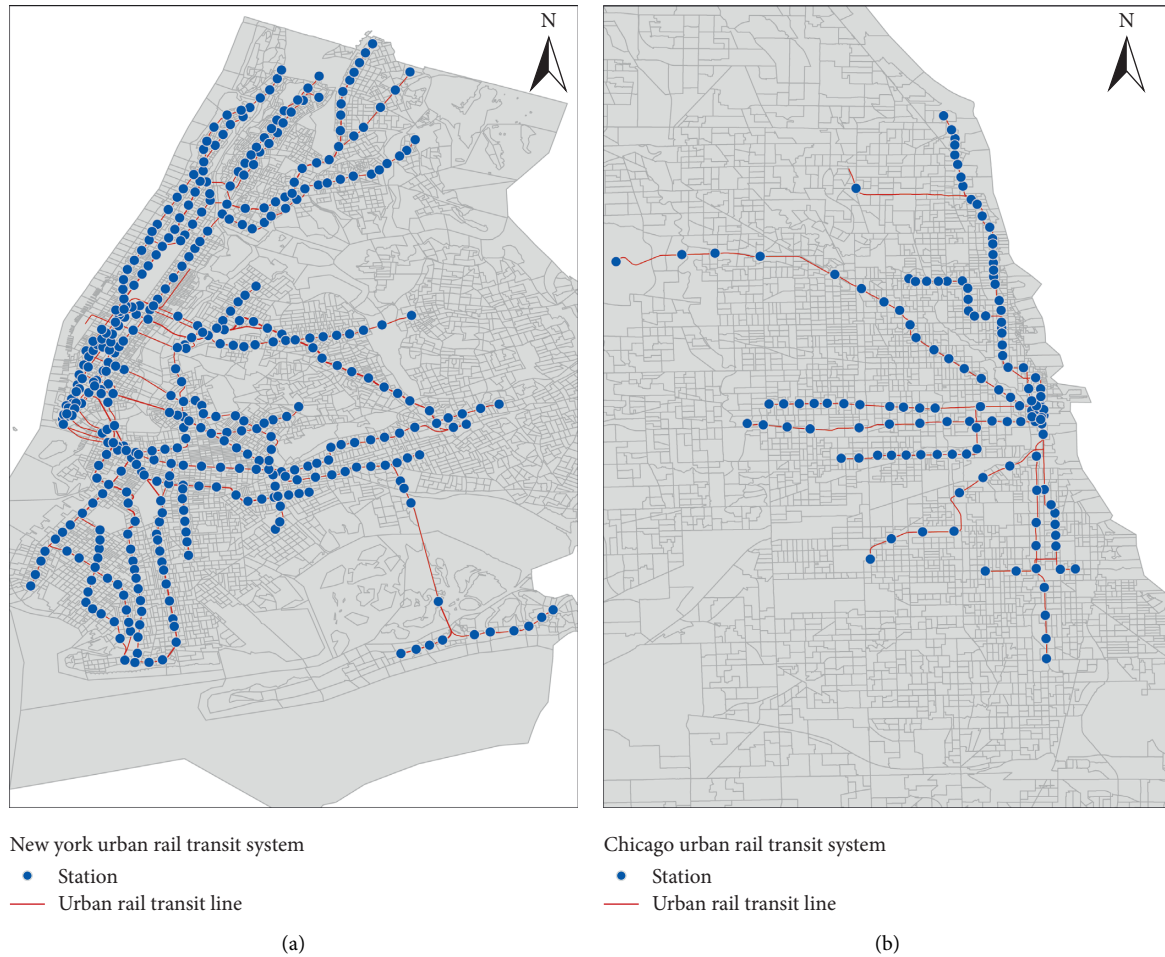 N
N
New york urban rail transit system
Station
Urban rail transit line
(a)
Chicago urban rail transit system
Station
Urban rail transit line
(b)